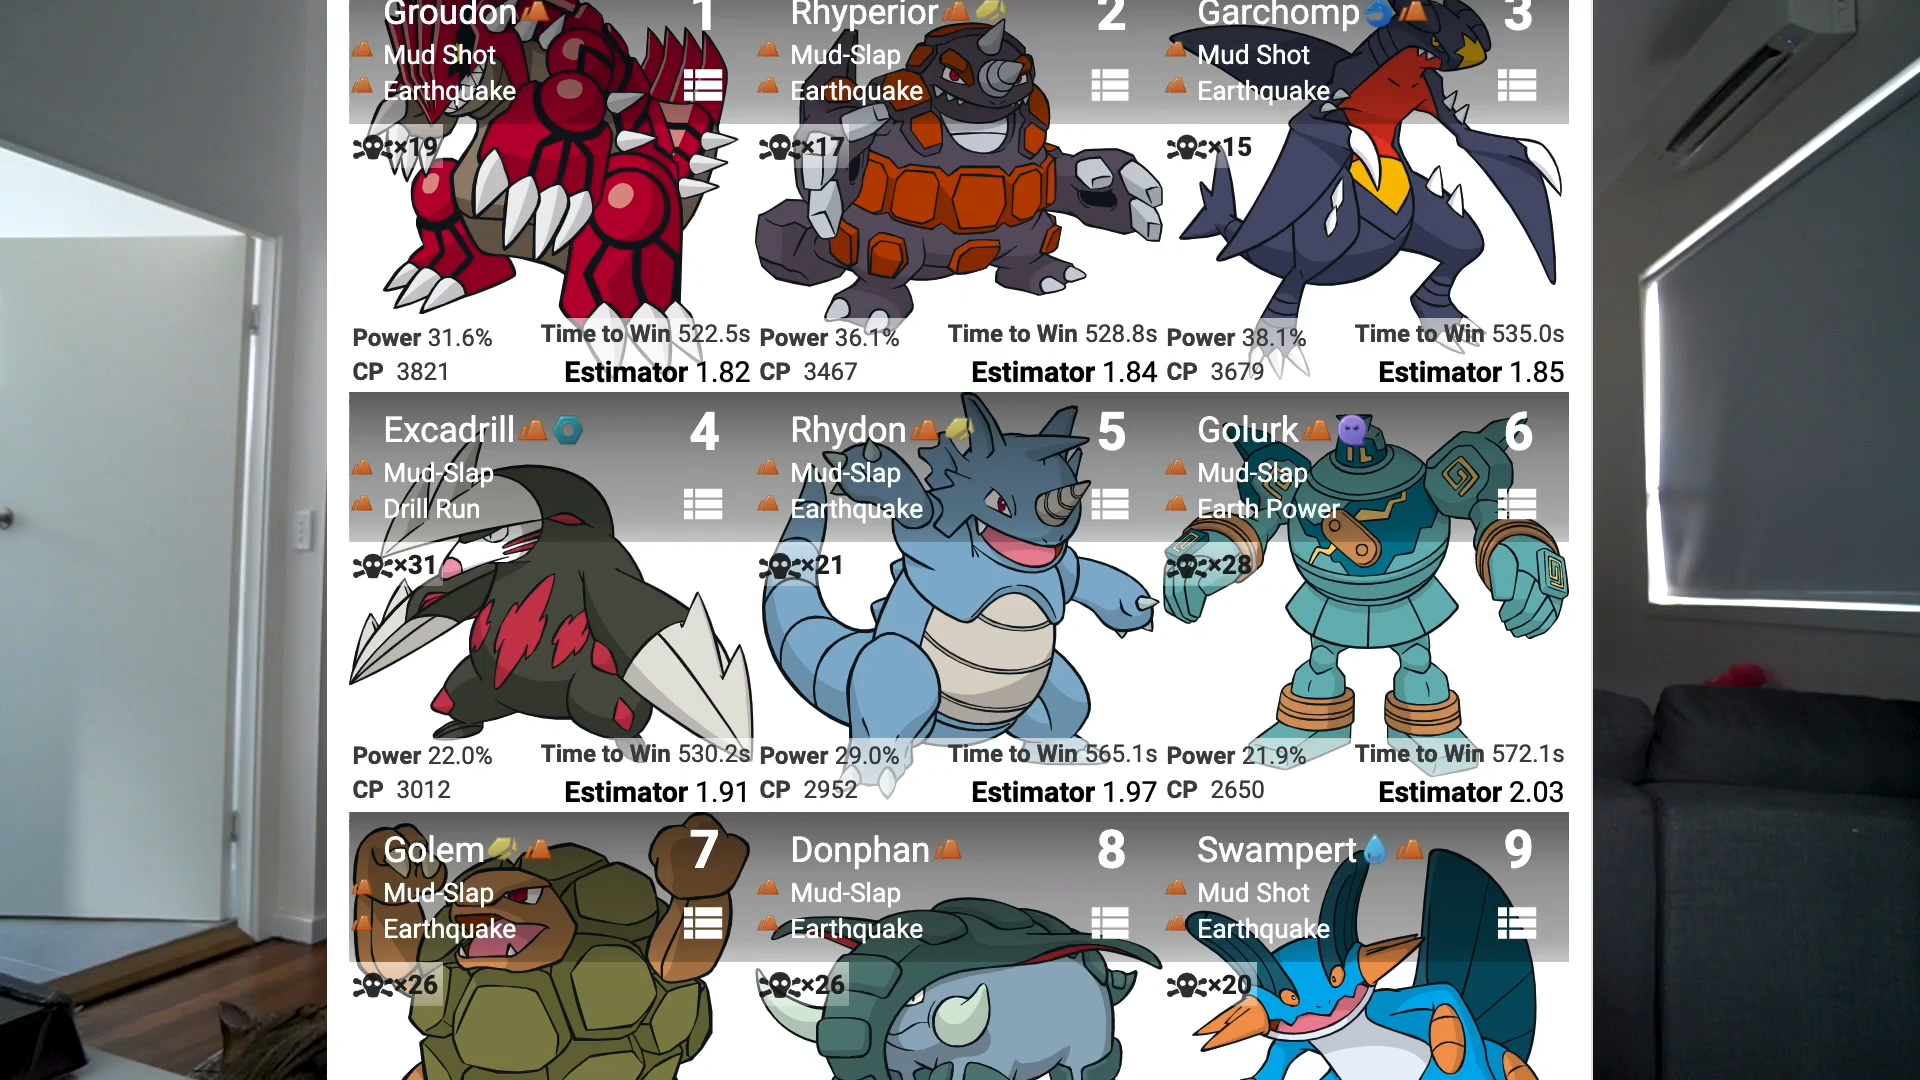 Groudon 1
Mud Shot
Earthquake
×19
Power 31.6% Time to Win 522.5s
CP 3821 Estimator 1.82
Rhyperior 2
Mud-Slap
Earthquake
×17
Power 36.1% Time to Win 528.8s
CP 3467 Estimator 1.84
Garchomp 3
Mud Shot
Earthquake
×15
Power 38.1% Time to Win 535.0s
CP 3679 Estimator 1.85
Excadrill 4
Mud-Slap
Drill Run
×31
Power 22.0% Time to Win 530.2s
CP 3012 Estimator 1.91
Rhydon 5
Mud-Slap
Earthquake
×21
Power 29.0% Time to Win 565.1s
CP 2952 Estimator 1.97
Golurk 6
Mud-Slap
Earth Power
×28
Power 21.9% Time to Win 572.1s
CP 2650 Estimator 2.03
Golem 7
Mud-Slap
Earthquake
×26
Donphan 8
Mud-Slap
Earthquake
×26
Swampert 9
Mud Shot
Earthquake
×20